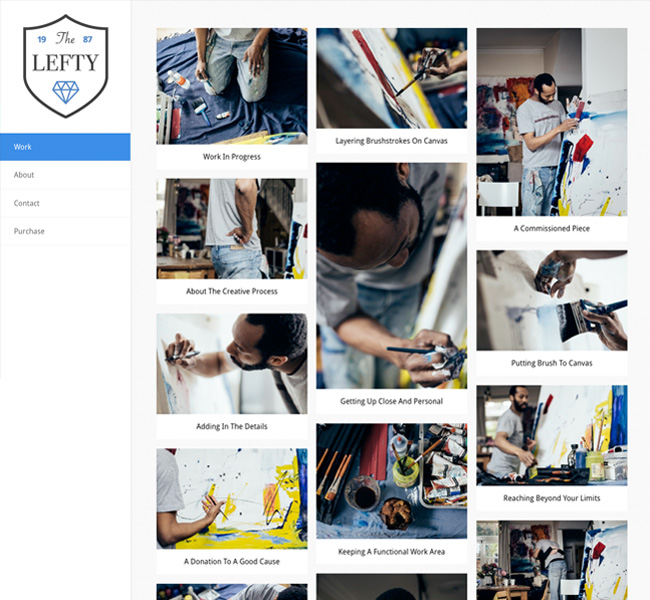 19 The 87
LEFTY
Work
About
Contact
Purchase
Work In Progress
About The Creative Process
Adding In The Details
A Donation To A Good Cause
Layering Brushstrokes On Canvas
Getting Up Close And Personal
Keeping A Functional Work Area
A Commissioned Piece
Putting Brush To Canvas
Reaching Beyond Your Limits